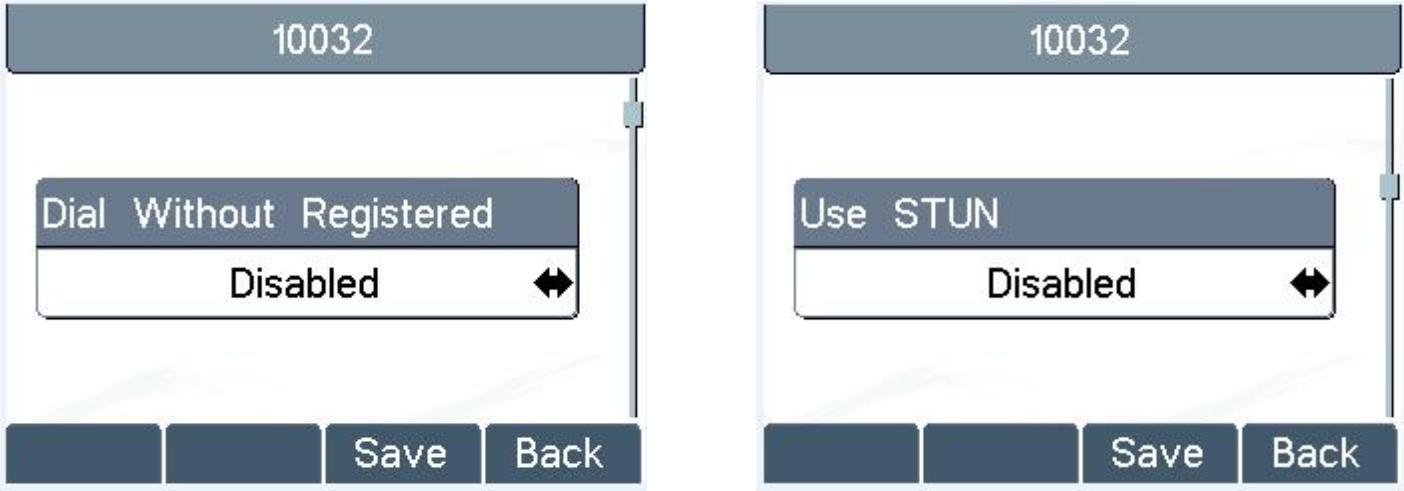 10032
Dial Without Registered
Disabled
Save Back
10032
Use STUN
Disabled
Save Back